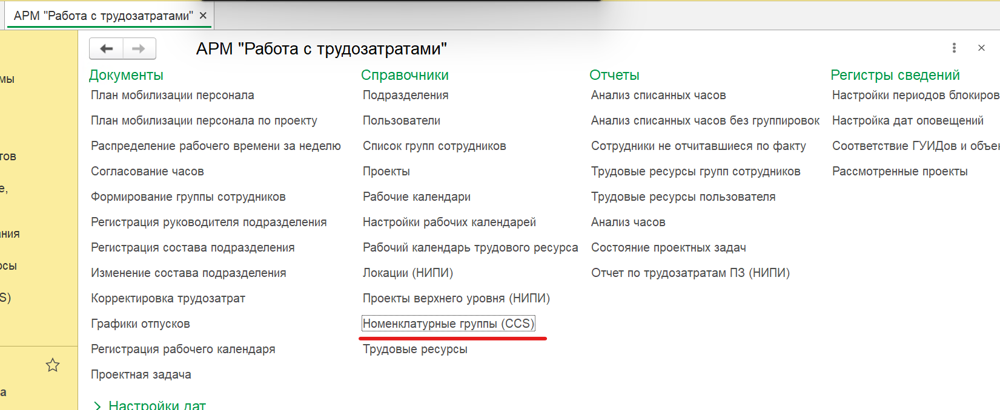 АРМ "Работа с трудозатратами" ×
мы
тов
е,
ания
осы
S)
а
АРМ "Работа с трудозатратами"
Документы
План мобилизации персонала
План мобилизации персонала по проекту
Распределение рабочего времени за неделю
Согласование часов
Формирование группы сотрудников
Регистрация руководителя подразделения
Регистрация состава подразделения
Изменение состава подразделения
Корректировка трудозатрат
Графики отпусков
Регистрация рабочего календаря
Проектная задача
Настройки дат
Справочники
Подразделения
Пользователи
Список групп сотрудников
Проекты
Рабочие календари
Настройки рабочих календарей
Рабочий календарь трудового ресурса
Локации (НИПИ)
Проекты верхнего уровня (НИПИ)
Номенклатурные группы (CCS)
Трудовые ресурсы
Отчеты
Анализ списанных часов
Анализ списанных часов без группировок
Сотрудники не отчитавшиеся по факту
Трудовые ресурсы групп сотрудников
Трудовые ресурсы пользователя
Анализ часов
Состояние проектных задач
Отчет по трудозатратам ПЗ (НИПИ)
Регистры сведений
Настройки периодов блокиров
Настройка дат оповещений
Соответствие ГУИДов и объек
Рассмотренные проекты